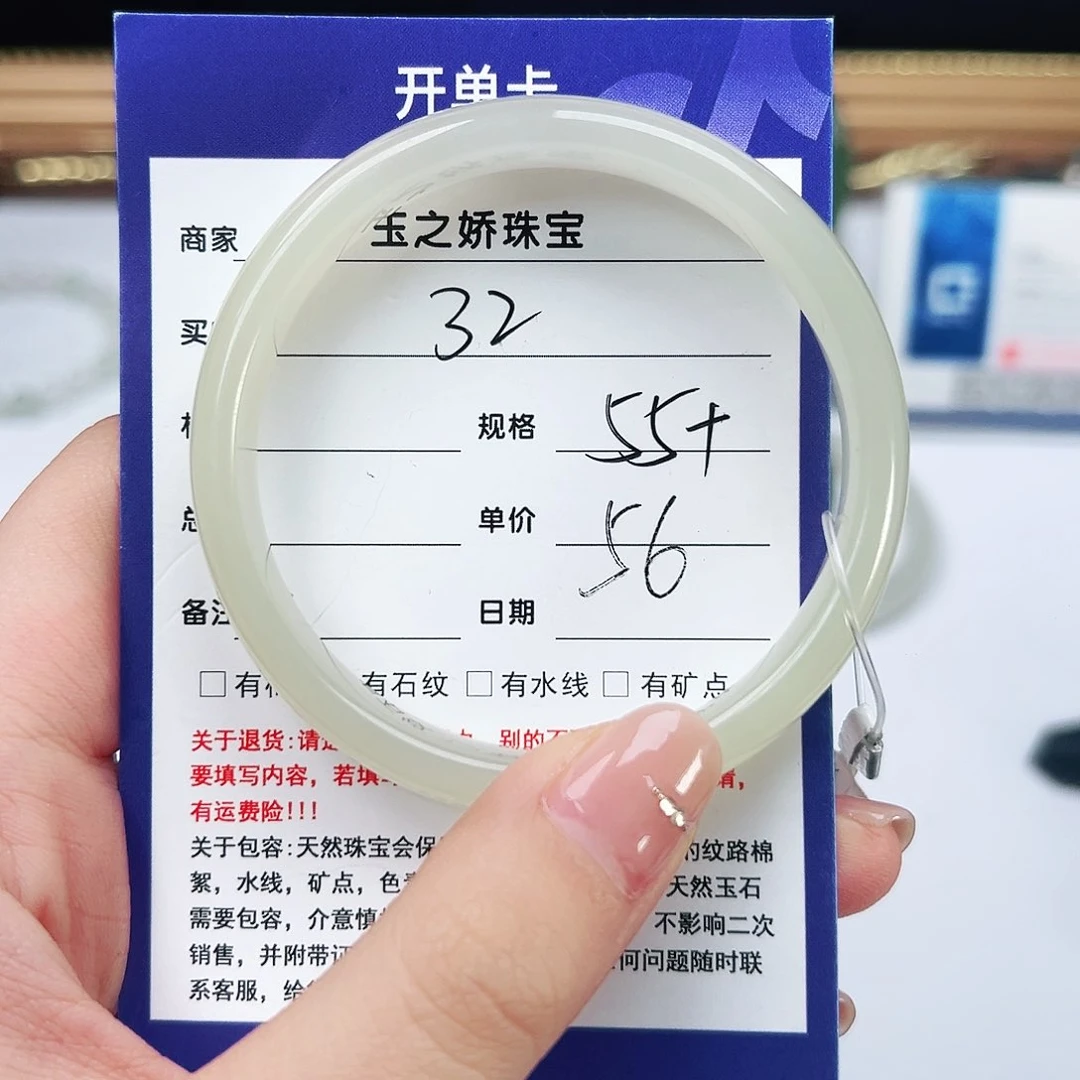 开单卡
商家 玉之娇珠宝
买 32
规格 55+
单价 56
备注 日期
□有 有石纹 □有水线 □有矿点
关于退货:请 别的不
要填写内容，若填
有运费险!!!
关于包容:天然珠宝会保 的纹路棉
絮，水线，矿点，色 天然玉石
需要包容，介意慎 不影响二次
销售，并附带证 何问题随时联
系客服，给